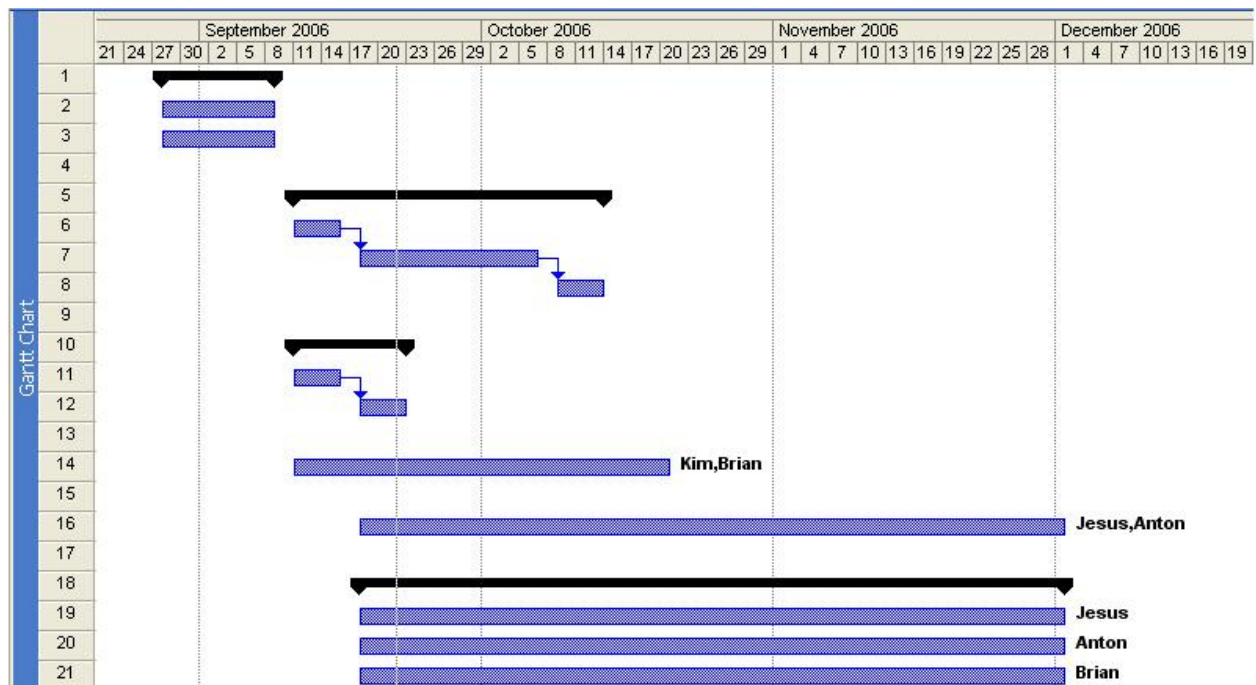 September 2006 October 2006 November 2006 December 2006
21 24 27 30 2 5 8 11 14 17 20 23 26 29 2 5 8 11 14 17 20 23 26 29 1 4 7 10 13 16 19 22 25 28 1 4 7 10 13 16 19
Gantt Chart
1
2
3
4
5
6
7
8
9
10
11
12
13
14 Kim,Brian
15
16 Jesus,Anton
17
18
19 Jesus
20 Anton
21 Brian